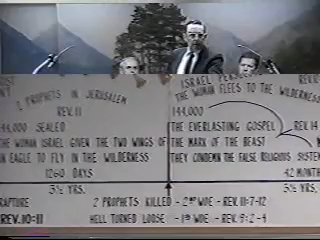 ISRAEL
THE WOMAN FLEES TO THE WILDERNESS
2 PROPHETS IN JERUSALEM
REV. 11
144,000
144,000 SEALED
THE EVERLASTING GOSPEL
REV. 14
THE WOMAN ISRAEL GIVEN THE TWO WINGS OF
THE MARK OF THE BEAST
AN EAGLE TO FLY IN THE WILDERNESS
THEY CONDEMN THE FALSE RELIGIOUS SYSTEM
1260 DAYS
42 MONTH
3½ YRS.
3½ YRS.
RAPTURE
2 PROPHETS KILLED - 2ND WOE - REV. 11:7-12
REV. 10-11
HELL TURNED LOOSE - 1ST WOE - REV. 9:2-4